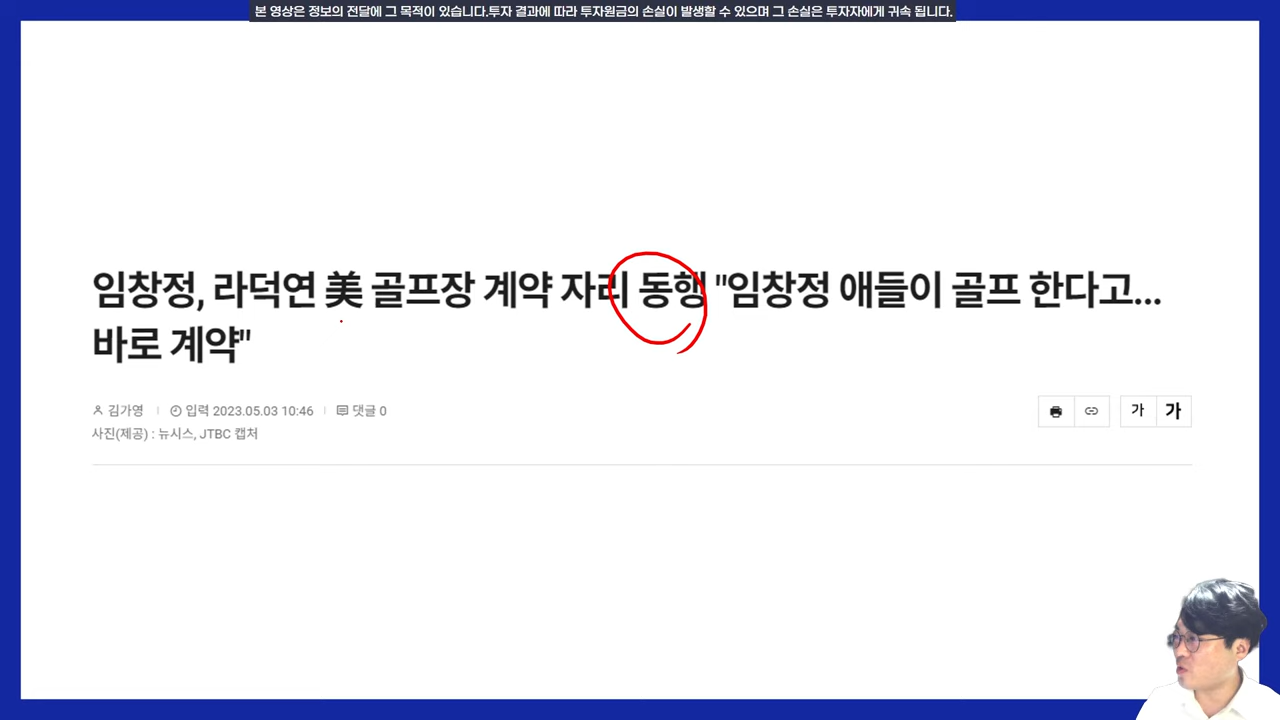 본 영상은 정보의 전달에 그 목적이 있습니다.투자 결과에 따라 투자원금의 손실이 발생할 수 있으며 그 손실은 투자자에게 귀속 됩니다.
임창정, 라덕연 美 골프장 계약 자리 동행 "임창정 애들이 골프 한다고...
바로 계약"
김가영 입력 2023.05.03 10:46 댓글 0
가 가
사진(제공) : 뉴시스, JTBC 캡처